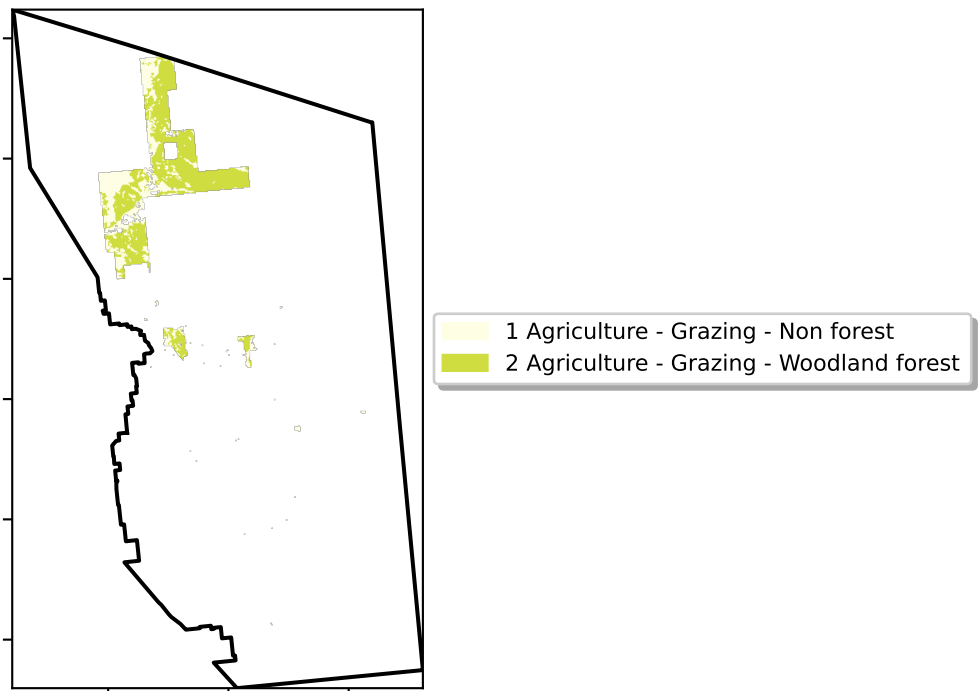 1 Agriculture - Grazing - Non forest
2 Agriculture - Grazing - Woodland forest